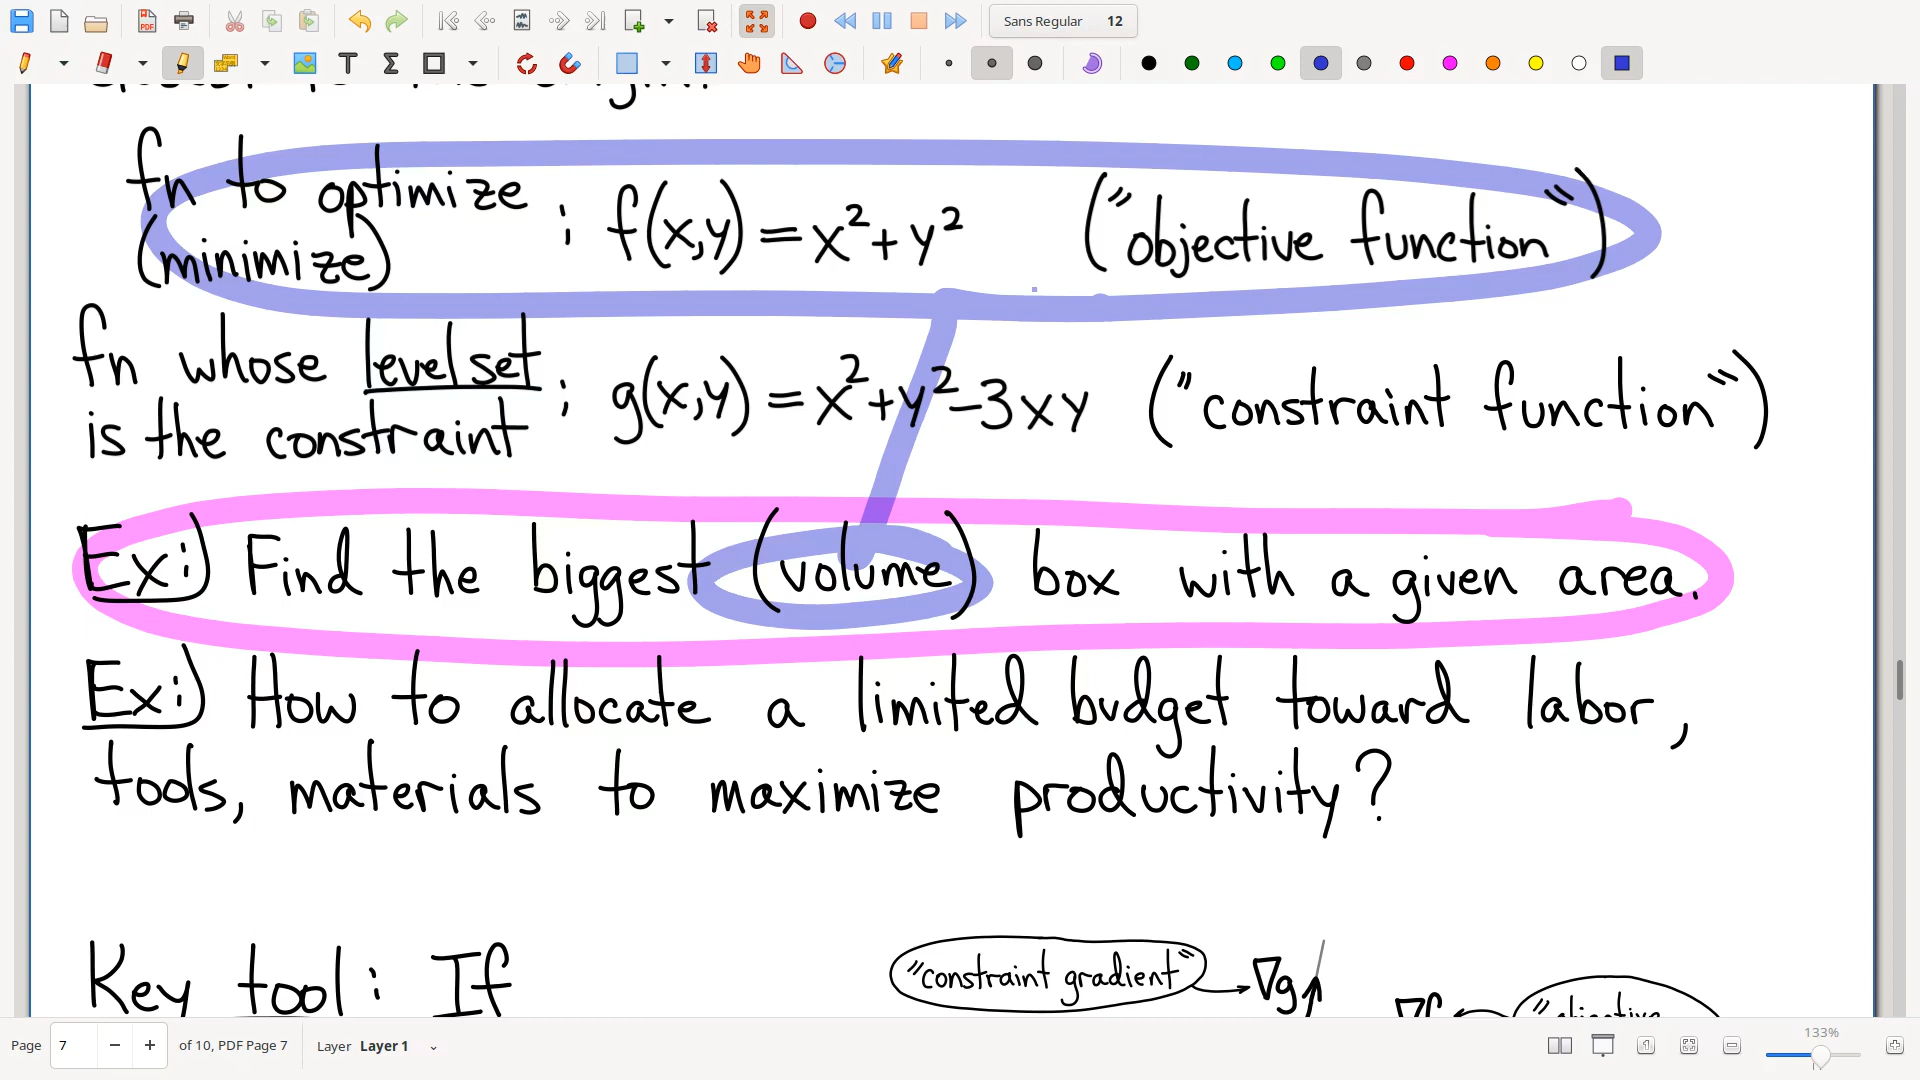 Sans Regular 12
fn to optimize : f(x,y) = x²+y² ("objective function")
(minimize)
fn whose level set : g(x,y) = x²+y²-3xy ("constraint function")
is the constraint
Ex: Find the biggest (volume) box with a given area.
Ex: How to allocate a limited budget toward labor,
tools, materials to maximize productivity?
Key tool: If "constraint gradient" → ∇g
∇f "objective
Page 7 of 10, PDF Page 7 Layer Layer 1 133%